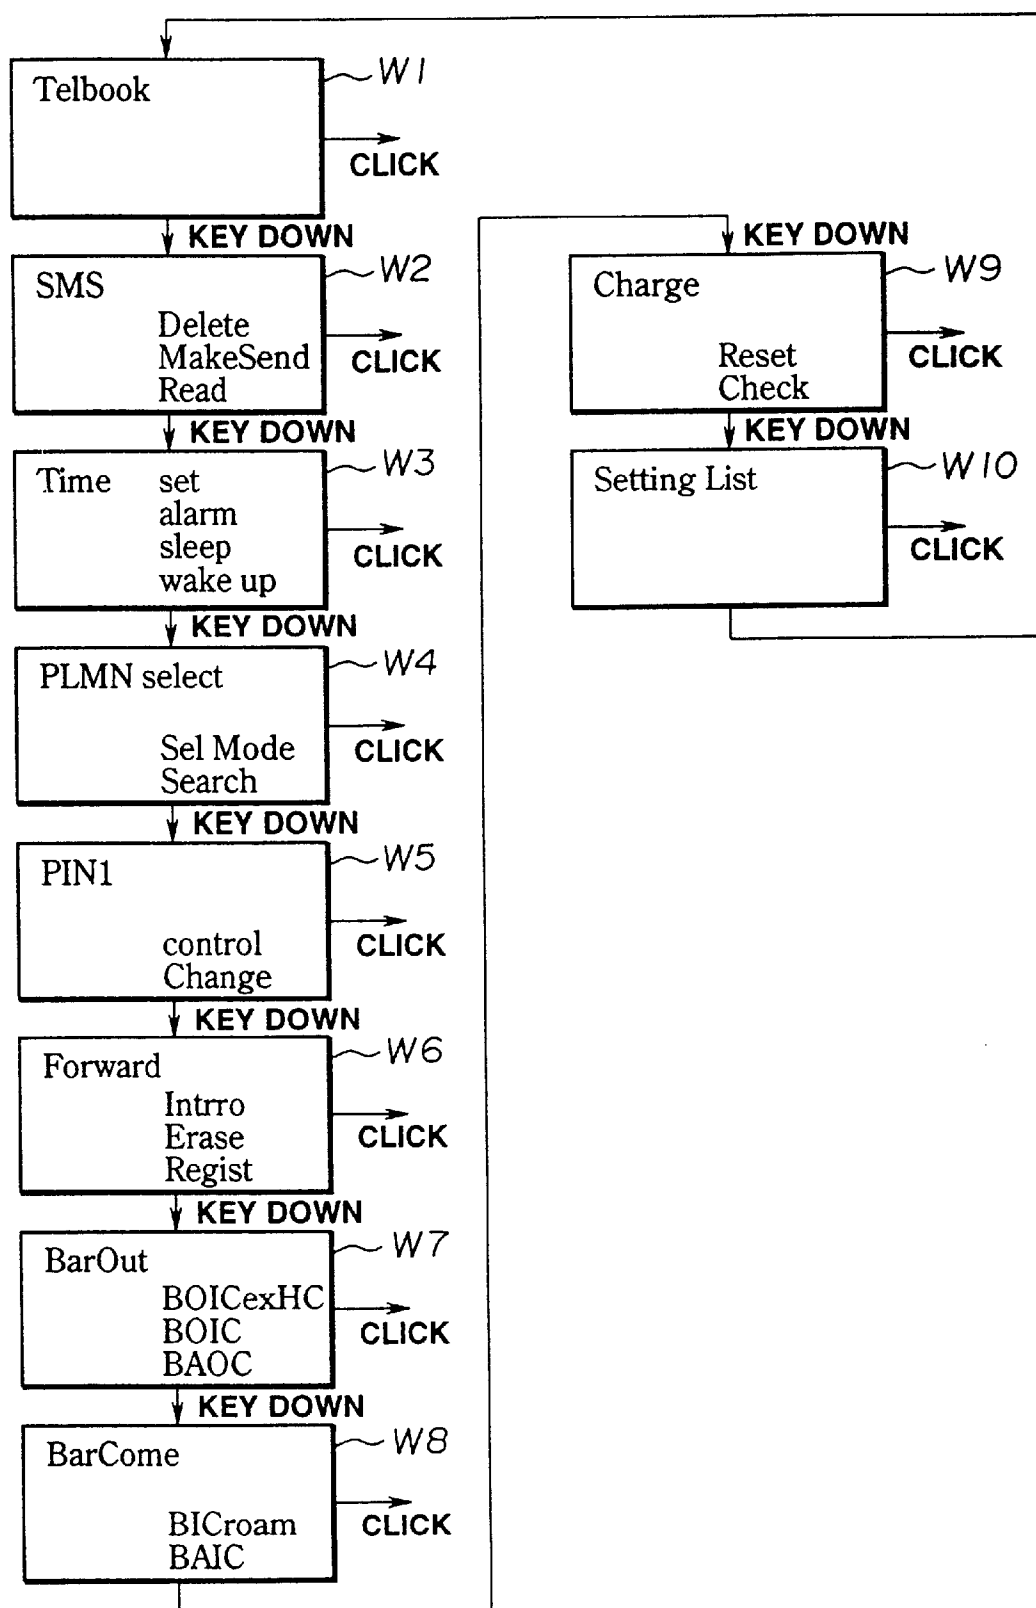 Telbook
W1
CLICK
KEY DOWN
SMS
W2
Delete
MakeSend
Read
CLICK
KEY DOWN
Time set
W3
alarm
sleep
wake up
CLICK
KEY DOWN
PLMN select
W4
Sel Mode
Search
CLICK
KEY DOWN
PIN1
W5
control
Change
CLICK
KEY DOWN
Forward
W6
Intrro
Erase
Regist
CLICK
KEY DOWN
BarOut
W7
BOICexHC
BOIC
BAOC
CLICK
KEY DOWN
BarCome
W8
BICroam
BAIC
CLICK
KEY DOWN
Charge
W9
Reset
Check
CLICK
KEY DOWN
Setting List
W10
CLICK